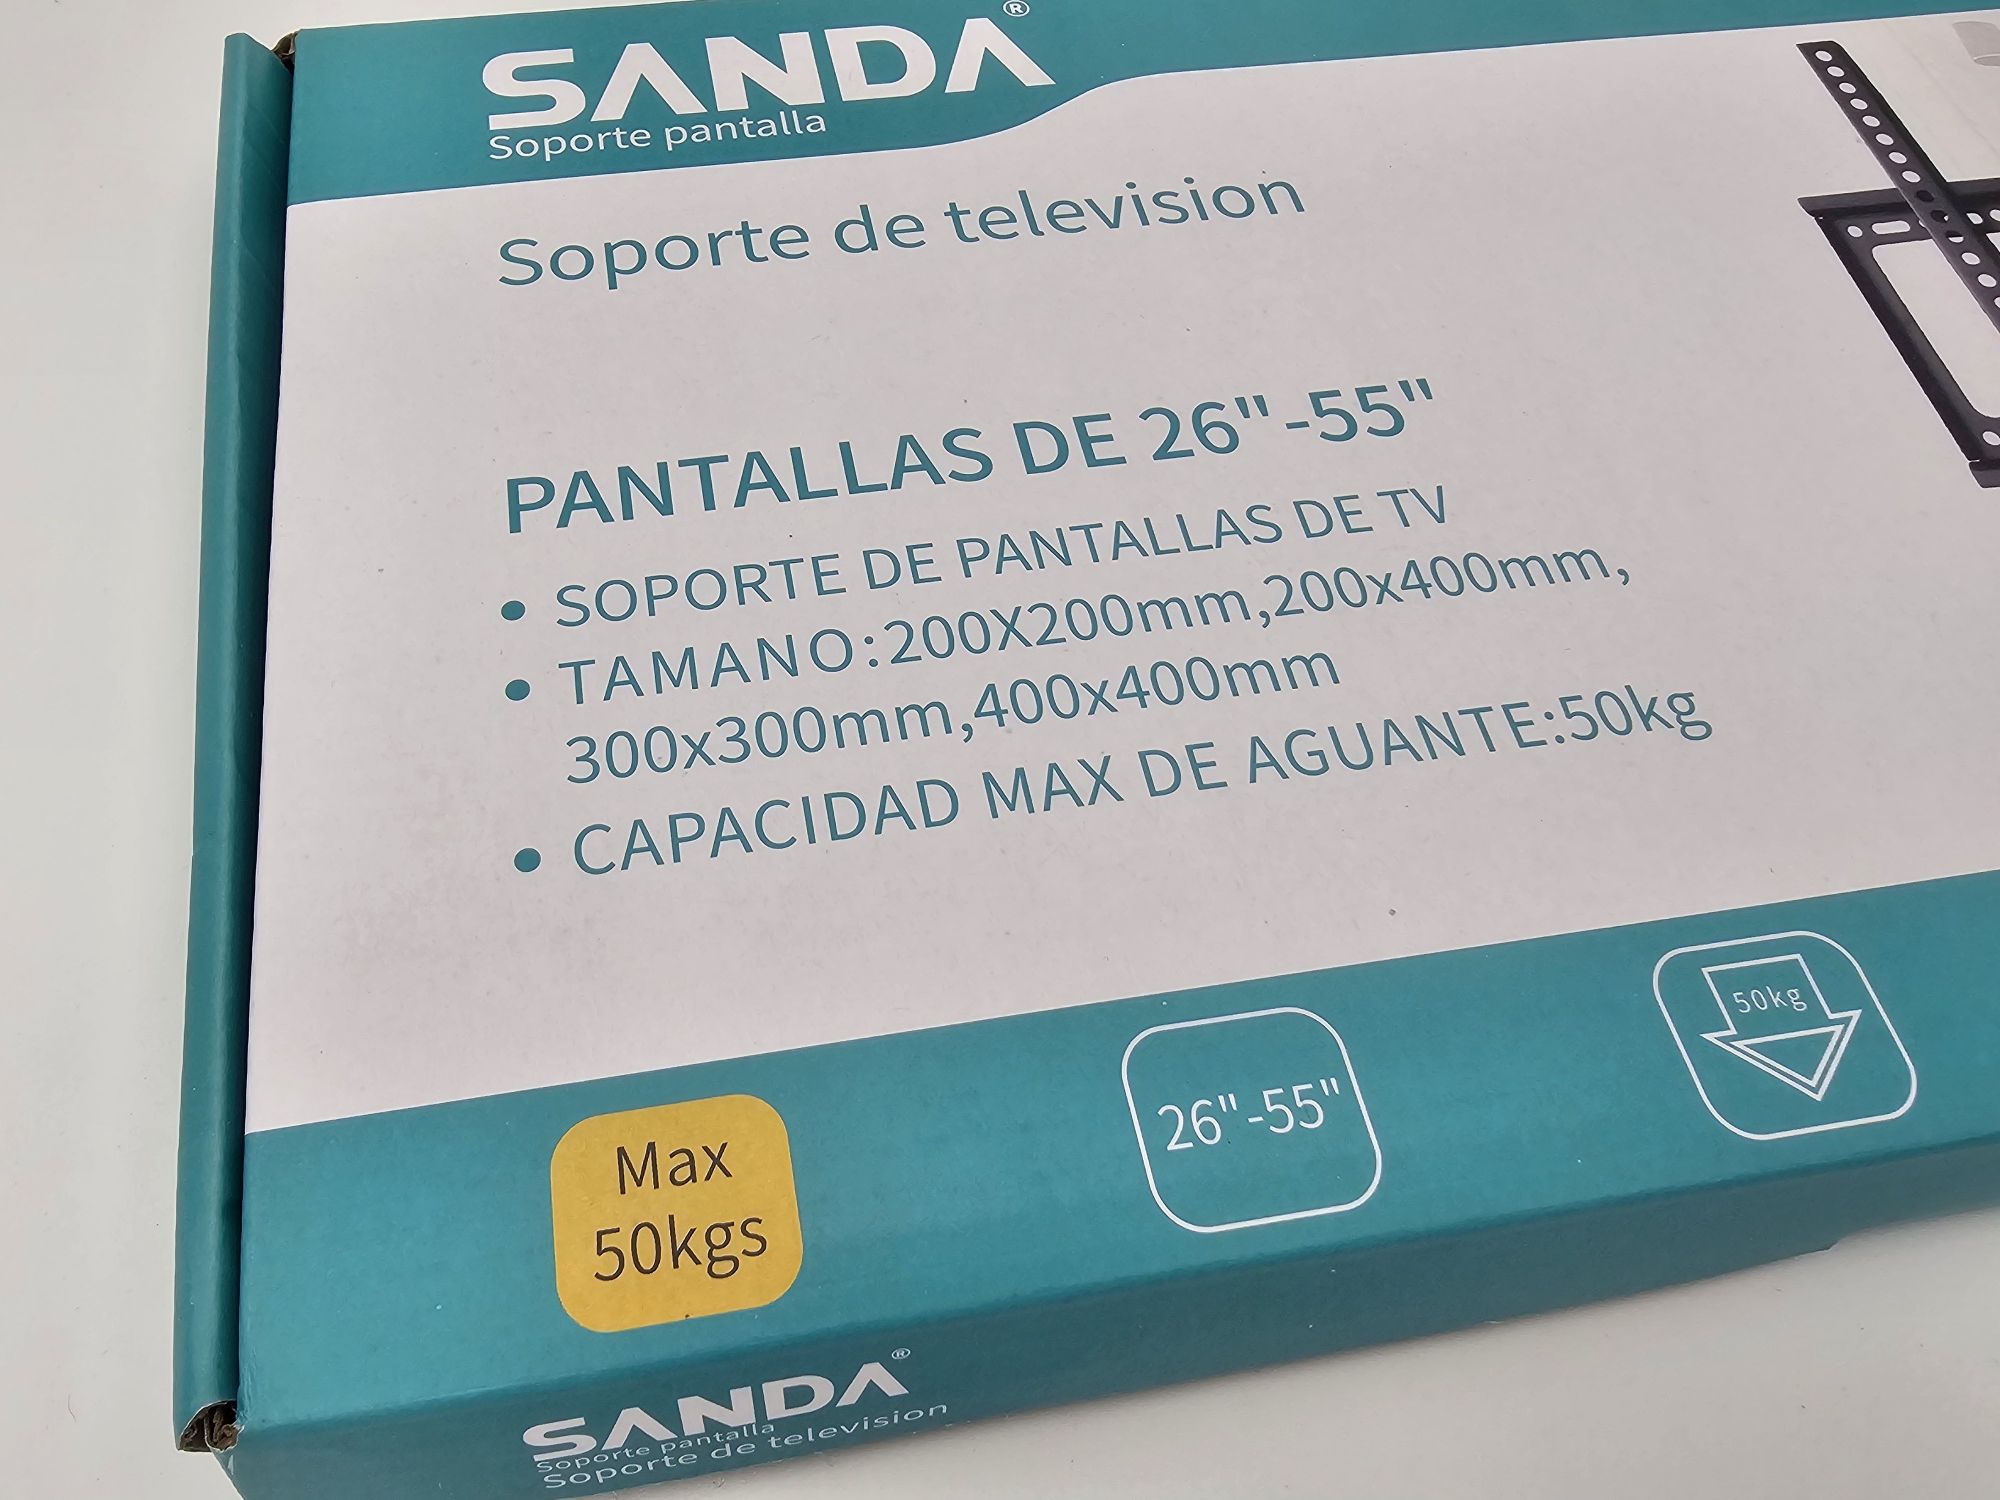 SANDA®
Soporte pantalla
Soporte de television
PANTALLAS DE 26"-55"
• SOPORTE DE PANTALLAS DE TV
• TAMANO:200X200mm,200x400mm,
300x300mm,400x400mm
• CAPACIDAD MAX DE AGUANTE:50kg
Max
50kgs
26"-55"
50kg
SANDA®
Soporte pantalla
Soporte de television